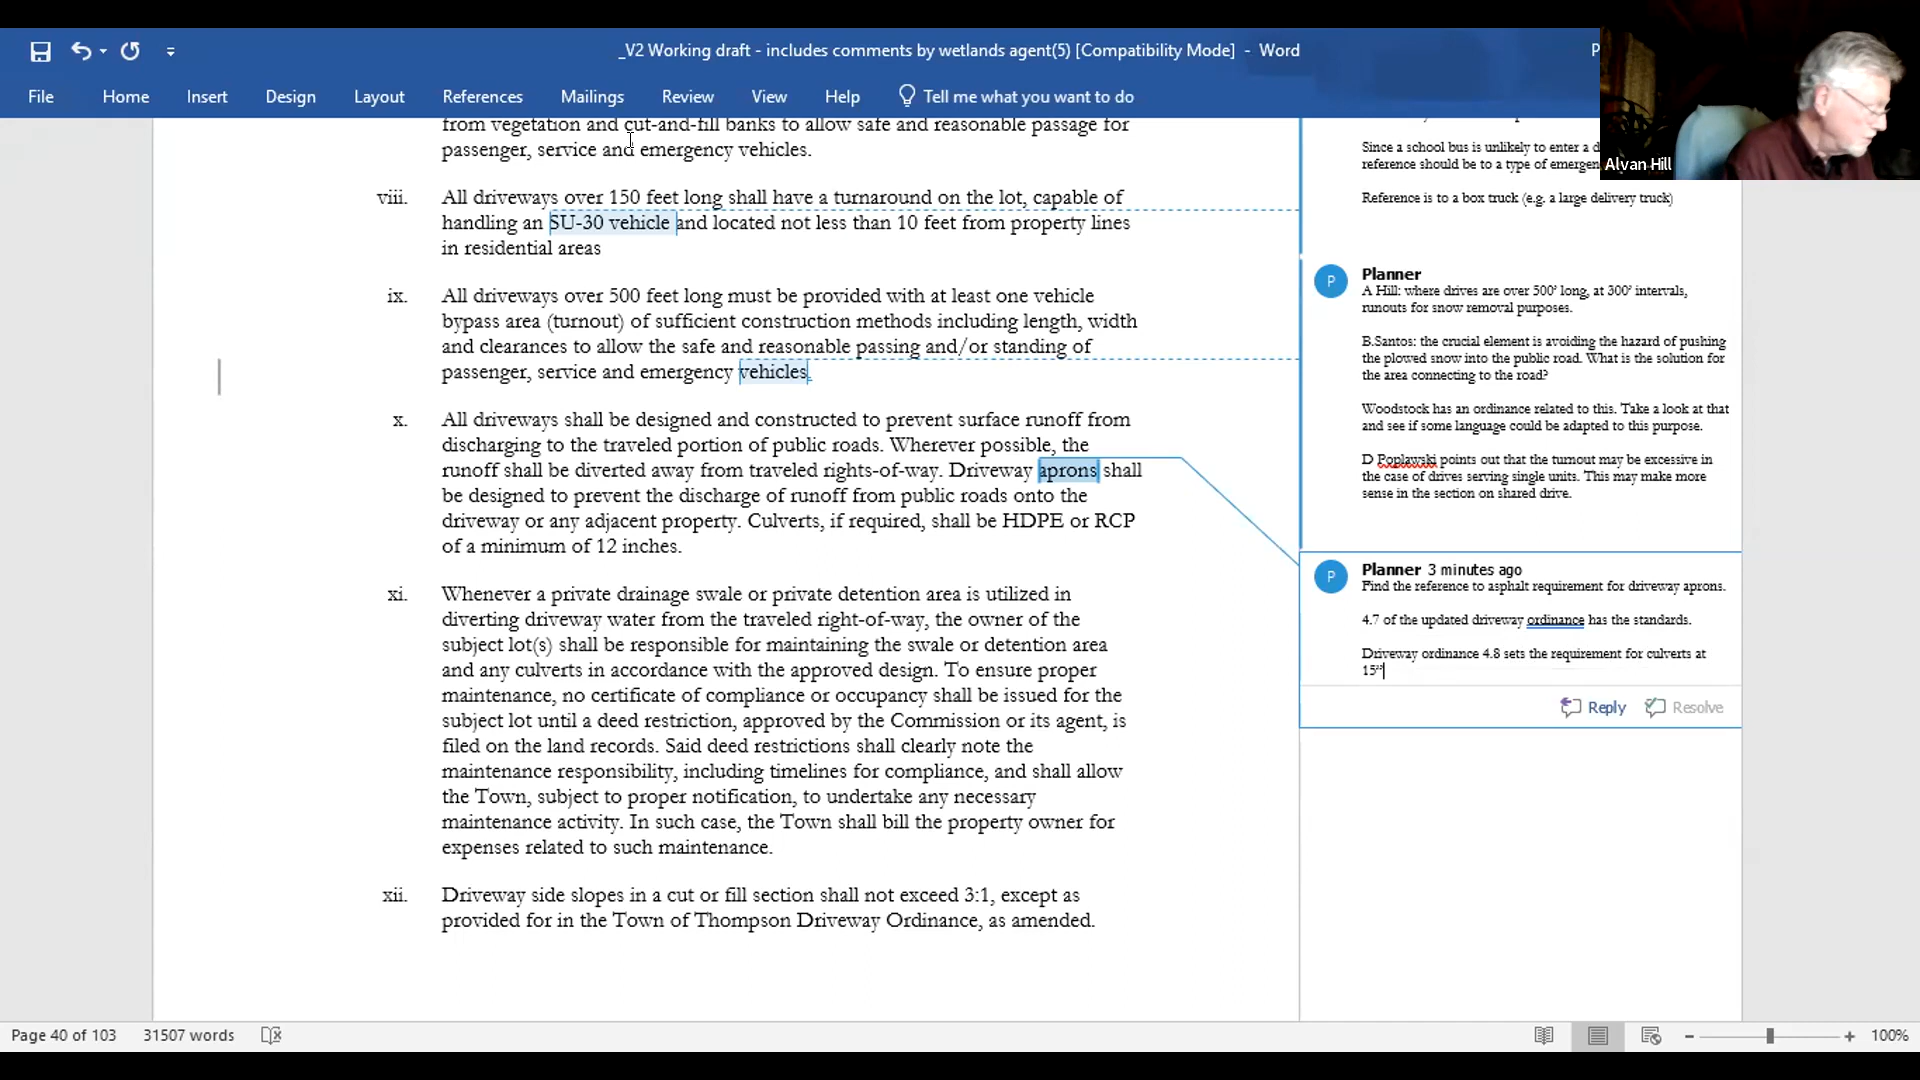 _V2 Working draft - includes comments by wetlands agent(5) [Compatibility Mode] - Word
P
File
Home
Insert
Design
Layout
References
Mailings
Review
View
Help
Tell me what you want to do
Alvan Hill
from vegetation and cut-and-fill banks to allow safe and reasonable passage for
passenger, service and emergency vehicles.
viii. All driveways over 150 feet long shall have a turnaround on the lot, capable of
handling an SU-30 vehicle and located not less than 10 feet from property lines
in residential areas
ix. All driveways over 500 feet long must be provided with at least one vehicle
bypass area (turnout) of sufficient construction methods including length, width
and clearances to allow the safe and reasonable passing and/or standing of
passenger, service and emergency vehicles.
x. All driveways shall be designed and constructed to prevent surface runoff from
discharging to the traveled portion of public roads. Wherever possible, the
runoff shall be diverted away from traveled rights-of-way. Driveway aprons shall
be designed to prevent the discharge of runoff from public roads onto the
driveway or any adjacent property. Culverts, if required, shall be HDPE or RCP
of a minimum of 12 inches.
xi. Whenever a private drainage swale or private detention area is utilized in
diverting driveway water from the traveled right-of-way, the owner of the
subject lot(s) shall be responsible for maintaining the swale or detention area
and any culverts in accordance with the approved design. To ensure proper
maintenance, no certificate of compliance or occupancy shall be issued for the
subject lot until a deed restriction, approved by the Commission or its agent, is
filed on the land records. Said deed restrictions shall clearly note the
maintenance responsibility, including timelines for compliance, and shall allow
the Town, subject to proper notification, to undertake any necessary
maintenance activity. In such case, the Town shall bill the property owner for
expenses related to such maintenance.
xii. Driveway side slopes in a cut or fill section shall not exceed 3:1, except as
provided for in the Town of Thompson Driveway Ordinance, as amended.
Since a school bus is unlikely to enter a d
reference should be to a type of emergen
Reference is to a box truck (e.g. a large delivery truck)
P
Planner
A Hill: where drives are over 500' long, at 300' intervals,
runouts for snow removal purposes.
B.Santos: the crucial element is avoiding the hazard of pushing
the plowed snow into the public road. What is the solution for
the area connecting to the road?
Woodstock has an ordinance related to this. Take a look at that
and see if some language could be adapted to this purpose.
D Poplawski points out that the turnout may be excessive in
the case of drives serving single units. This may make more
sense in the section on shared drive.
P
Planner 3 minutes ago
Find the reference to asphalt requirement for driveway aprons.
4.7 of the updated driveway ordinance has the standards.
Driveway ordinance 4.8 sets the requirement for culverts at
15"
Reply
Resolve
Page 40 of 103
31507 words
100%